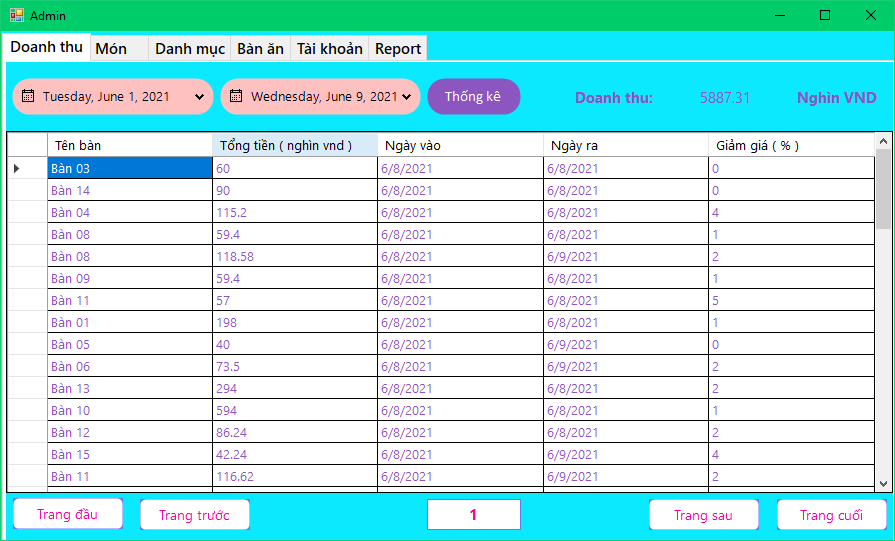 Admin
Doanh thu Món Danh mục Bàn ăn Tài khoản Report
Tuesday, June 1, 2021 Wednesday, June 9, 2021 Thống kê Doanh thu: 5887.31 Nghìn VND
Tên bàn Tổng tiền ( nghìn vnd ) Ngày vào Ngày ra Giảm giá ( % )
Bàn 03 60 6/8/2021 6/8/2021 0
Bàn 14 90 6/8/2021 6/8/2021 0
Bàn 04 115.2 6/8/2021 6/8/2021 4
Bàn 08 59.4 6/8/2021 6/8/2021 1
Bàn 08 118.58 6/8/2021 6/9/2021 2
Bàn 09 59.4 6/8/2021 6/8/2021 1
Bàn 11 57 6/8/2021 6/8/2021 5
Bàn 01 198 6/8/2021 6/8/2021 1
Bàn 05 40 6/8/2021 6/9/2021 0
Bàn 06 73.5 6/8/2021 6/9/2021 2
Bàn 13 294 6/8/2021 6/9/2021 2
Bàn 10 594 6/8/2021 6/8/2021 1
Bàn 12 86.24 6/8/2021 6/8/2021 2
Bàn 15 42.24 6/8/2021 6/9/2021 4
Bàn 11 116.62 6/8/2021 6/9/2021 2
Trang đầu Trang trước 1 Trang sau Trang cuối